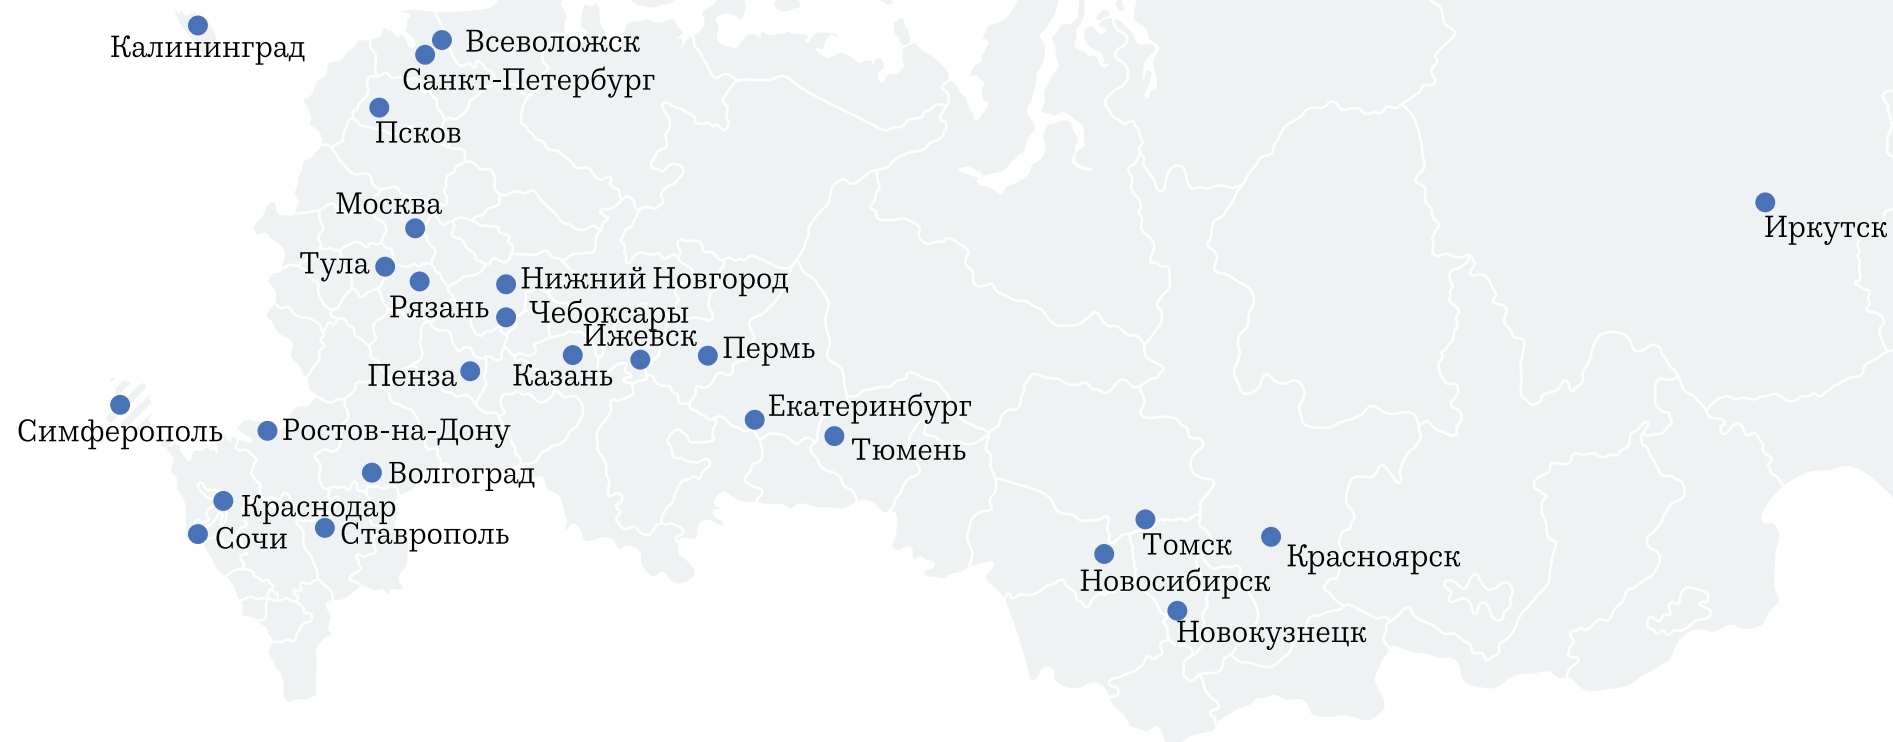 Калининград
Всеволожск
Санкт-Петербург
Псков
Москва
Иркутск
Тула
Нижний Новгород
Рязань
Чебоксары
Ижевск
Пермь
Пенза
Казань
Екатеринбург
Симферополь
Ростов-на-Дону
Тюмень
Волгоград
Краснодар
Ставрополь
Сочи
Томск
Красноярск
Новосибирск
Новокузнецк